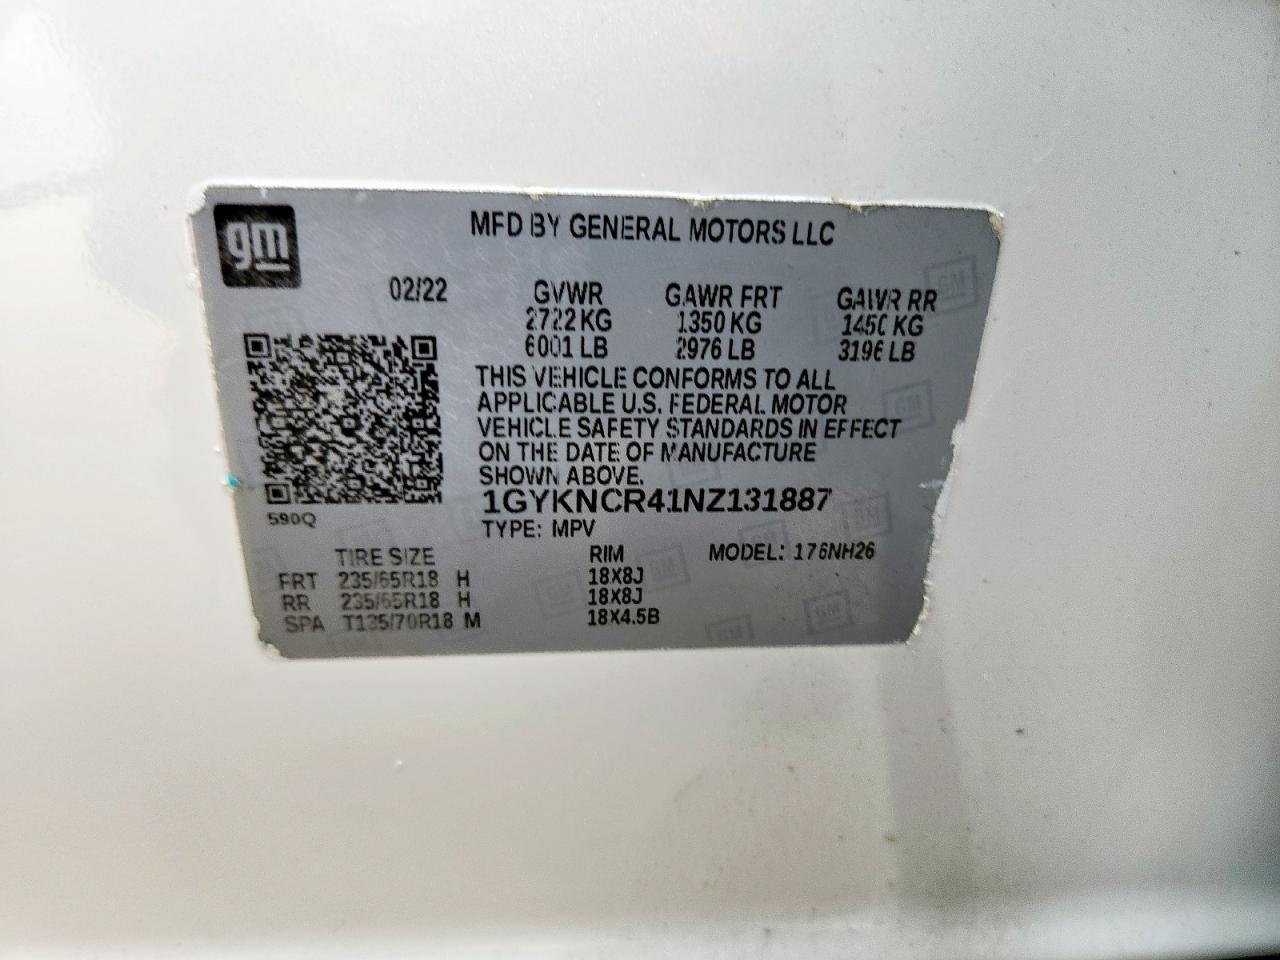 gm
MFD BY GENERAL MOTORS LLC
02/22 GVWR GAWR FRT GAWR RR
2722 KG 1350 KG 1450 KG
6001 LB 2976 LB 3196 LB
THIS VEHICLE CONFORMS TO ALL
APPLICABLE U.S. FEDERAL MOTOR
VEHICLE SAFETY STANDARDS IN EFFECT
ON THE DATE OF MANUFACTURE
SHOWN ABOVE.
1GYKNCR41NZ131887
590Q
TYPE: MPV
TIRE SIZE RIM MODEL: 176NH26
FRT 235/65R18 H 18X8J
RR 235/65R18 H 18X8J
SPA T135/70R18 M 18X4.5B